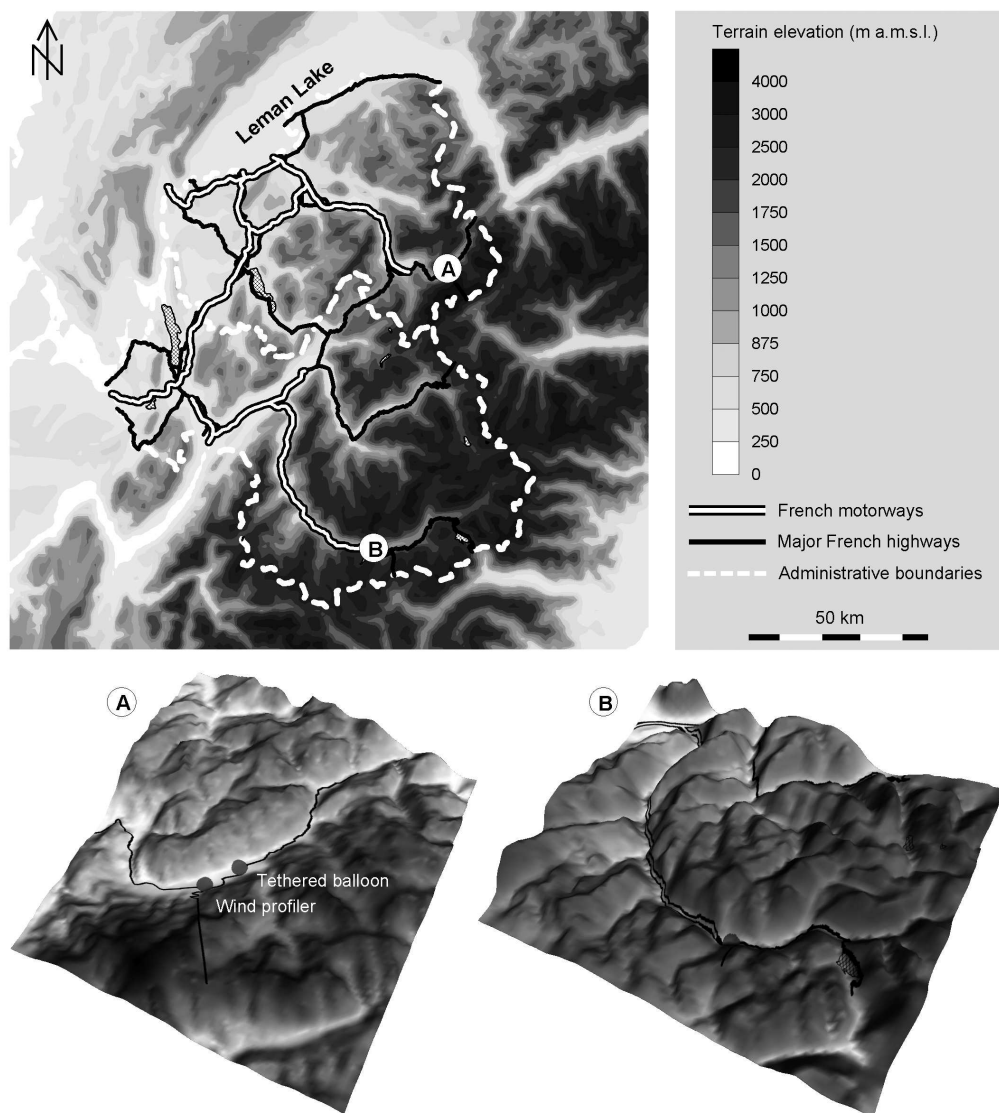 N
Leman Lake
A
B
Terrain elevation (m a.m.s.l.)
4000
3000
2500
2000
1750
1500
1250
1000
875
750
500
250
0
French motorways
Major French highways
Administrative boundaries
50 km
A
Tethered balloon
Wind profiler
B